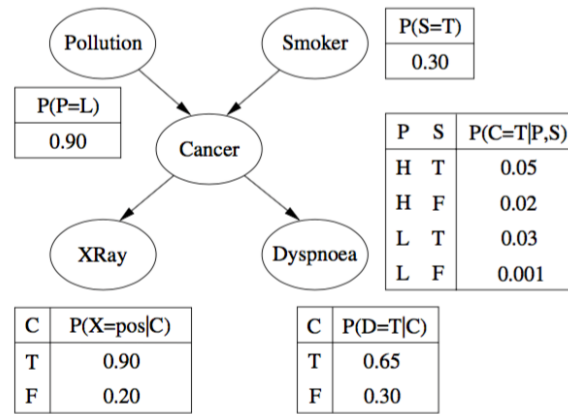 Pollution
Smoker
P(S=T)
0.30
P(P=L)
0.90
Cancer
P S P(C=T|P,S)
H T 0.05
H F 0.02
L T 0.03
L F 0.001
XRay
Dyspnoea
C P(X=pos|C)
T 0.90
F 0.20
C P(D=T|C)
T 0.65
F 0.30